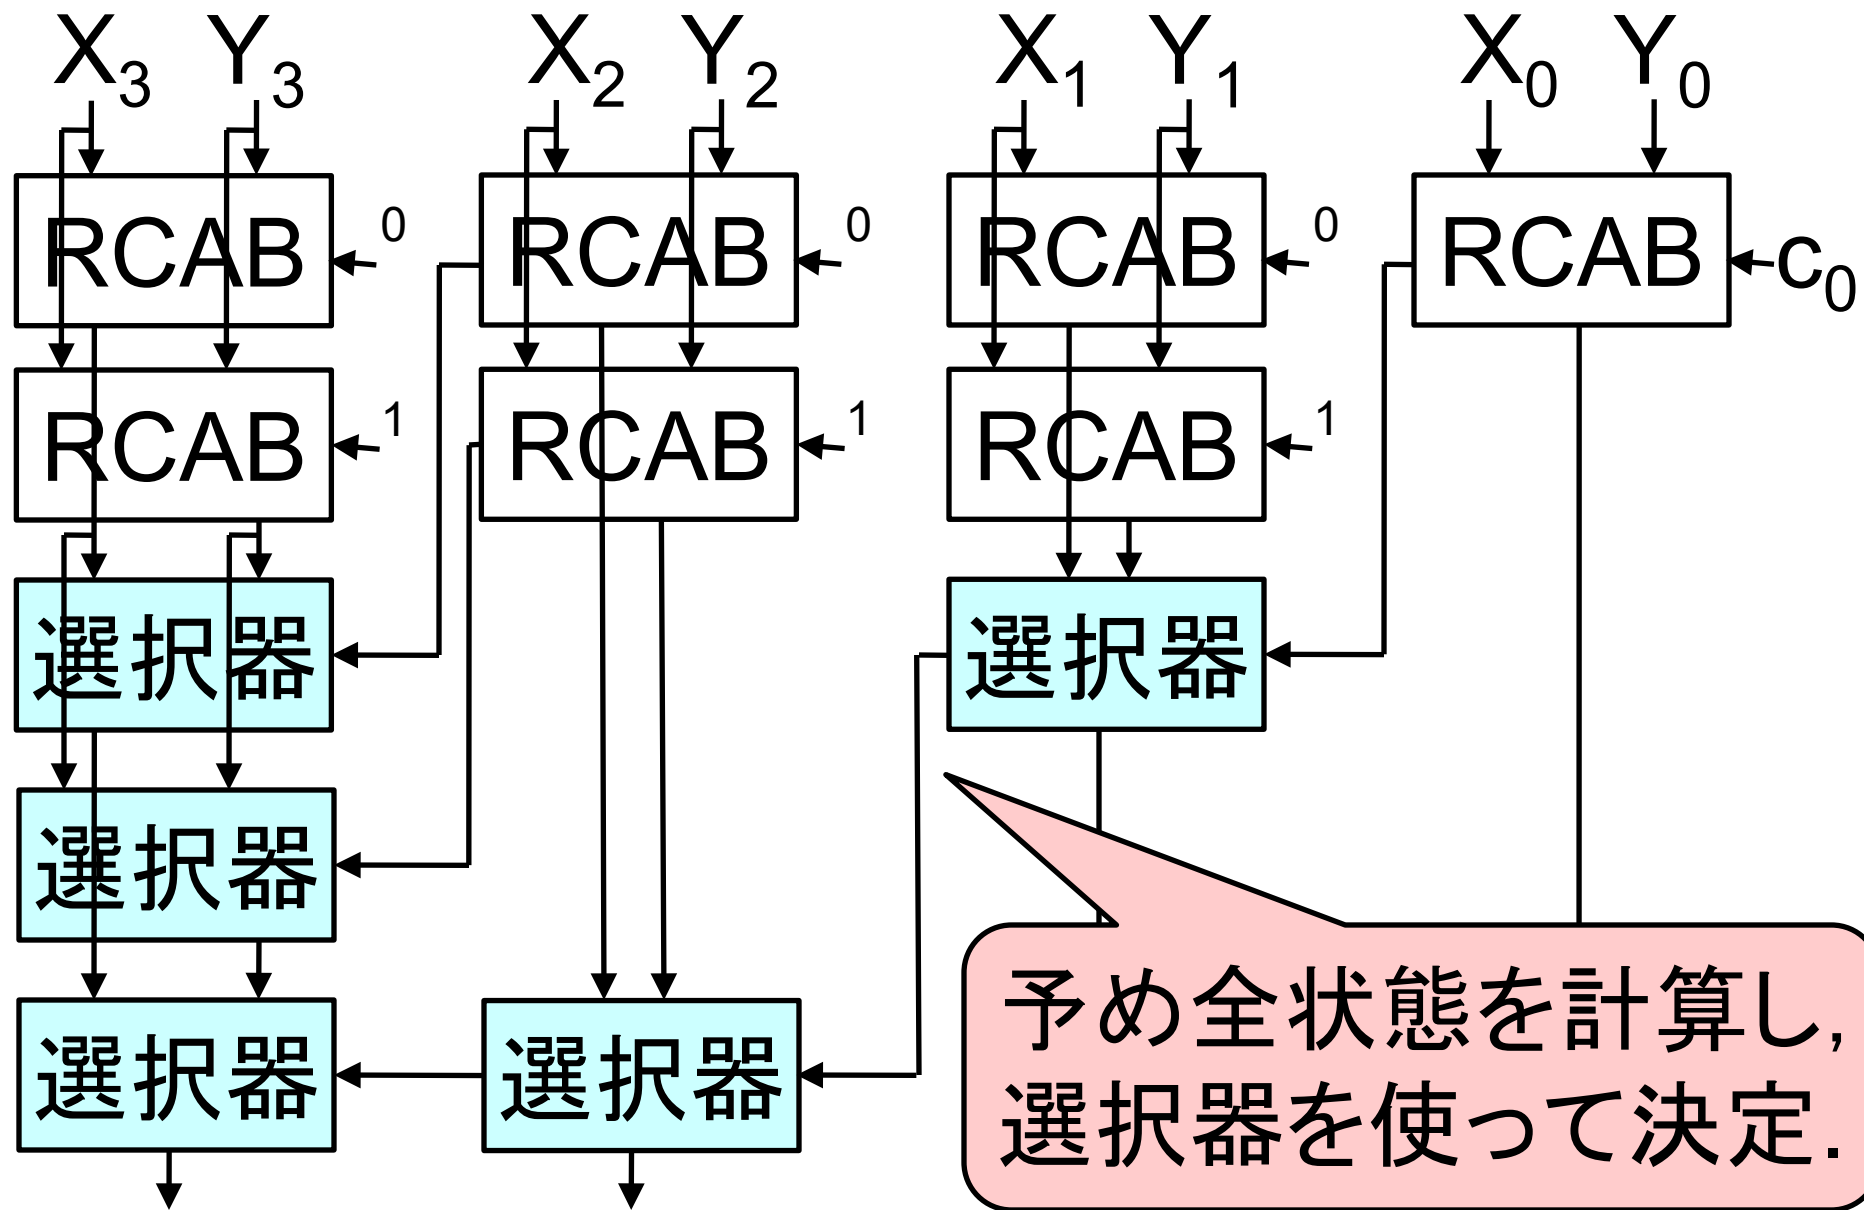 X3 Y3 X2 Y2 X1 Y1 X0 Y0
RCAB 0 RCAB 0 RCAB 0 RCAB c0
RCAB 1 RCAB 1 RCAB 1
選択器 選択器
選択器
選択器 選択器
予め全状態を計算し,
選択器を使って決定.